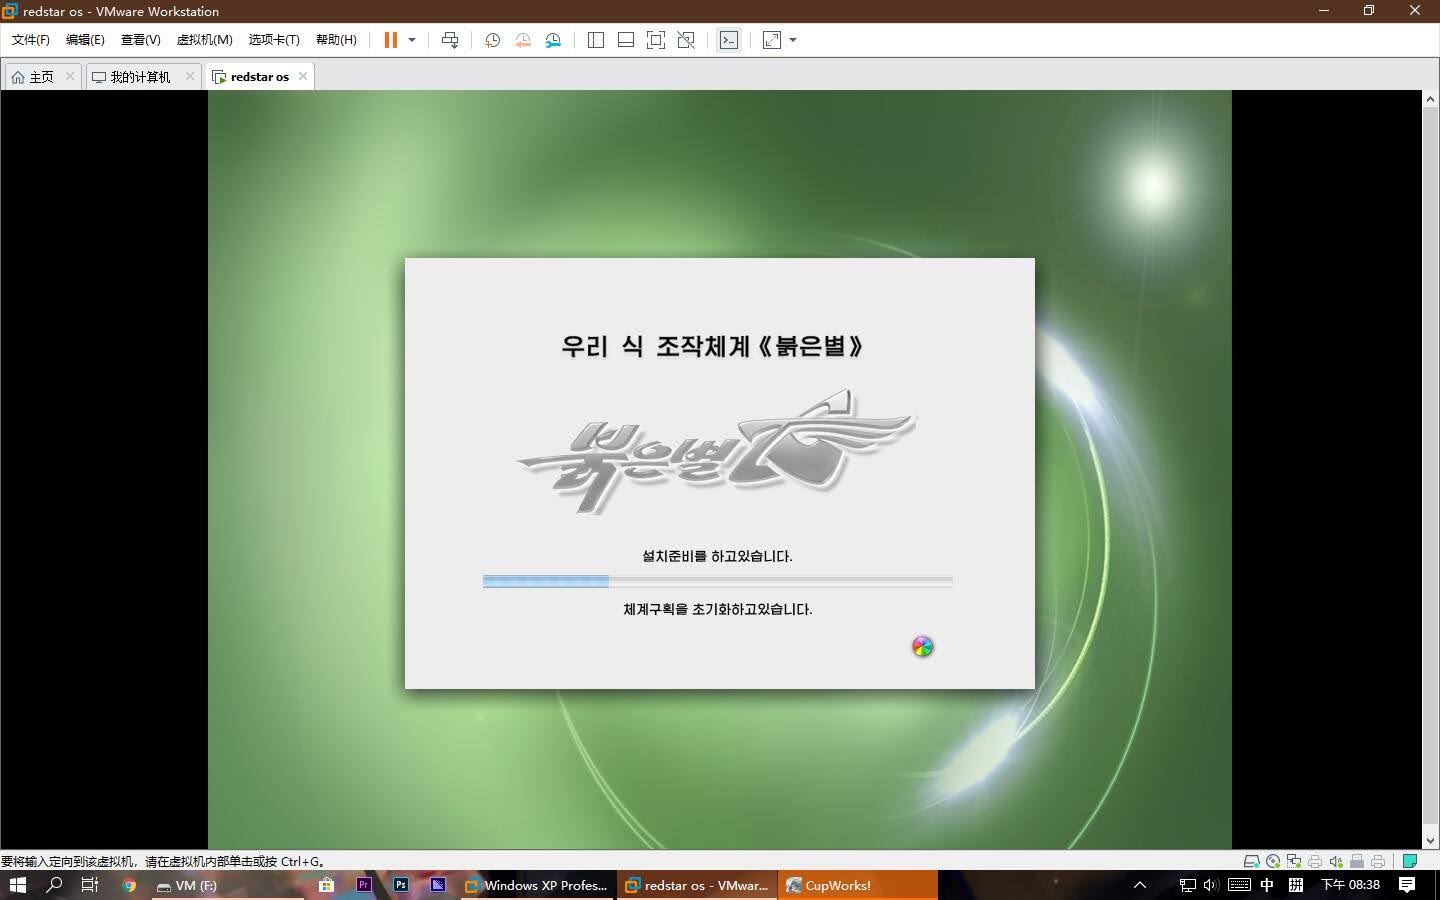 redstar os - VMware Workstation
文件(F) 编辑(E) 查看(V) 虚拟机(M) 选项卡(T) 帮助(H)
主页 我的计算机 redstar os
우리 식 조작체계《붉은별》
붉은별
설치준비를 하고있습니다.
체계구획을 초기화하고있습니다.
要将输入定向到该虚拟机，请在虚拟机内部单击或按 Ctrl+G。
VM (F:) Pr Ps Windows XP Profes... redstar os - VMwar... CupWorks! 中 拼 下午 08:38